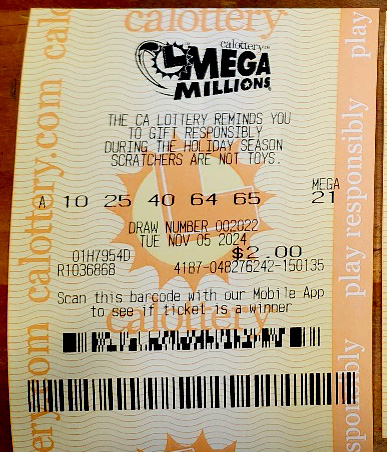 calottery
calottery
MEGA
MILLIONS
THE CA LOTTERY REMINDS YOU
TO GIFT RESPONSIBLY
DURING THE HOLIDAY SEASON
SCRATCHERS ARE NOT TOYS.
MEGA
A 10 25 40 64 65 21
DRAW NUMBER 002022
TUE NOV 05 2024
$2.00
01H7954D
R1036868 4187-048276242-150135
Scan this barcode with our Mobile App
to see if ticket is a winner
calottery
calottery.com
play responsibly
play